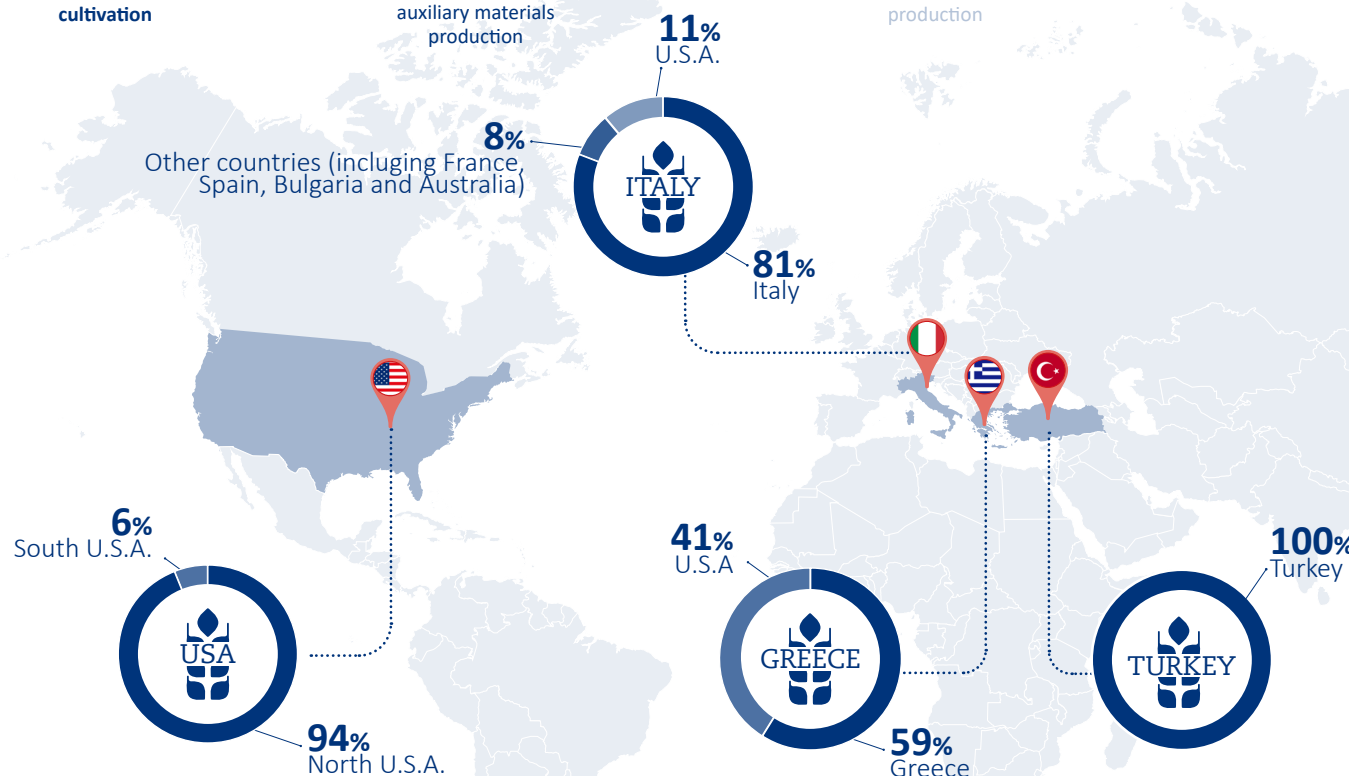 cultivation
auxiliary materials
production
production
11%
U.S.A.
8%
Other countries (incluging France,
Spain, Bulgaria and Australia)
ITALY
81%
Italy
6%
South U.S.A.
USA
94%
North U.S.A.
41%
U.S.A
GREECE
59%
Greece
100%
Turkey
TURKEY